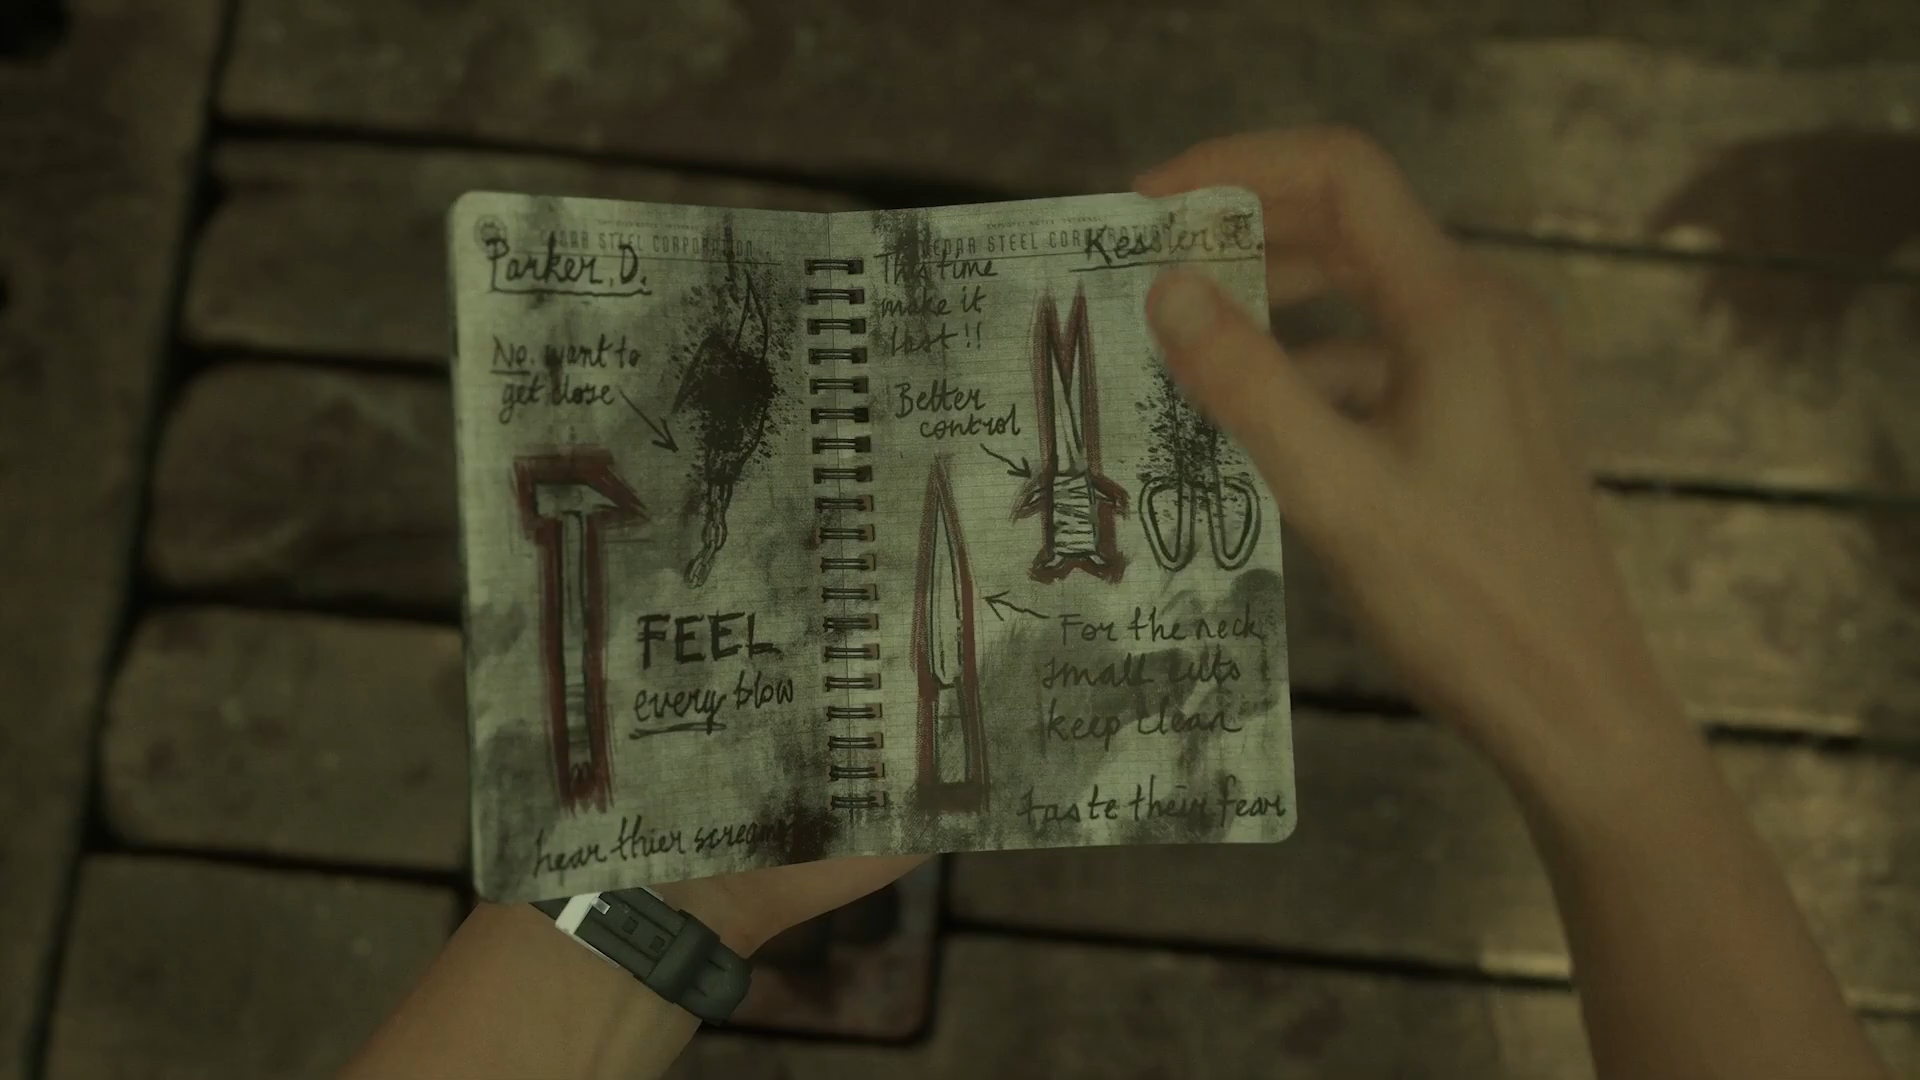 Parker, D.
STEEL CORPORATION
No, want to
get close
FEEL
every blow
hear thier scream
STEEL
Kessler
This time
make it
last!!
Better
control
For the neck
small cuts
keep clean
taste their fear